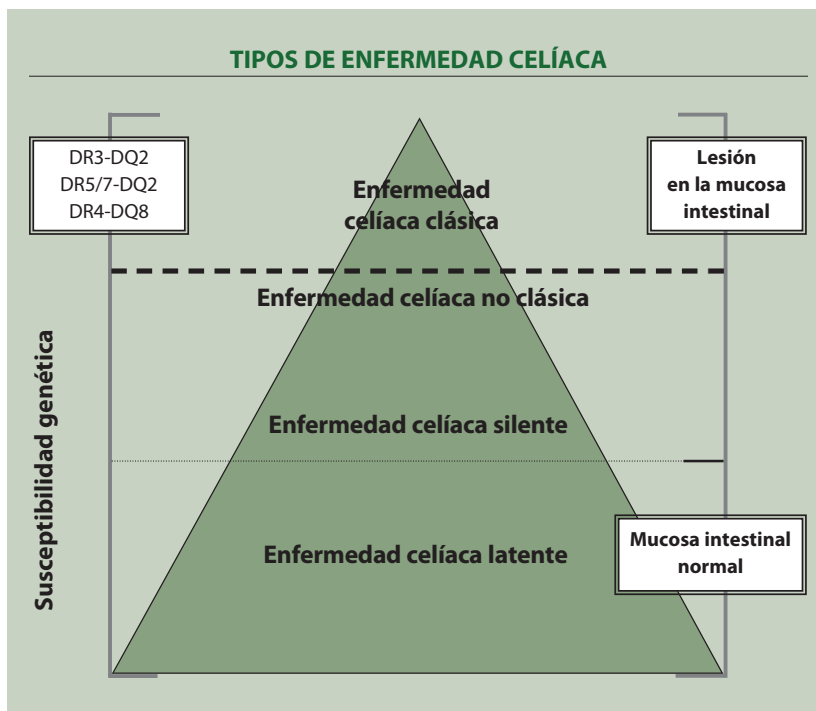 TIPOS DE ENFERMEDAD CELÍACA
DR3-DQ2
DR5/7-DQ2
DR4-DQ8
Enfermedad
celíaca clásica
Lesión
en la mucosa
intestinal
Enfermedad celíaca no clásica
Susceptibilidad genética
Enfermedad celíaca silente
Enfermedad celíaca latente
Mucosa intestinal
normal